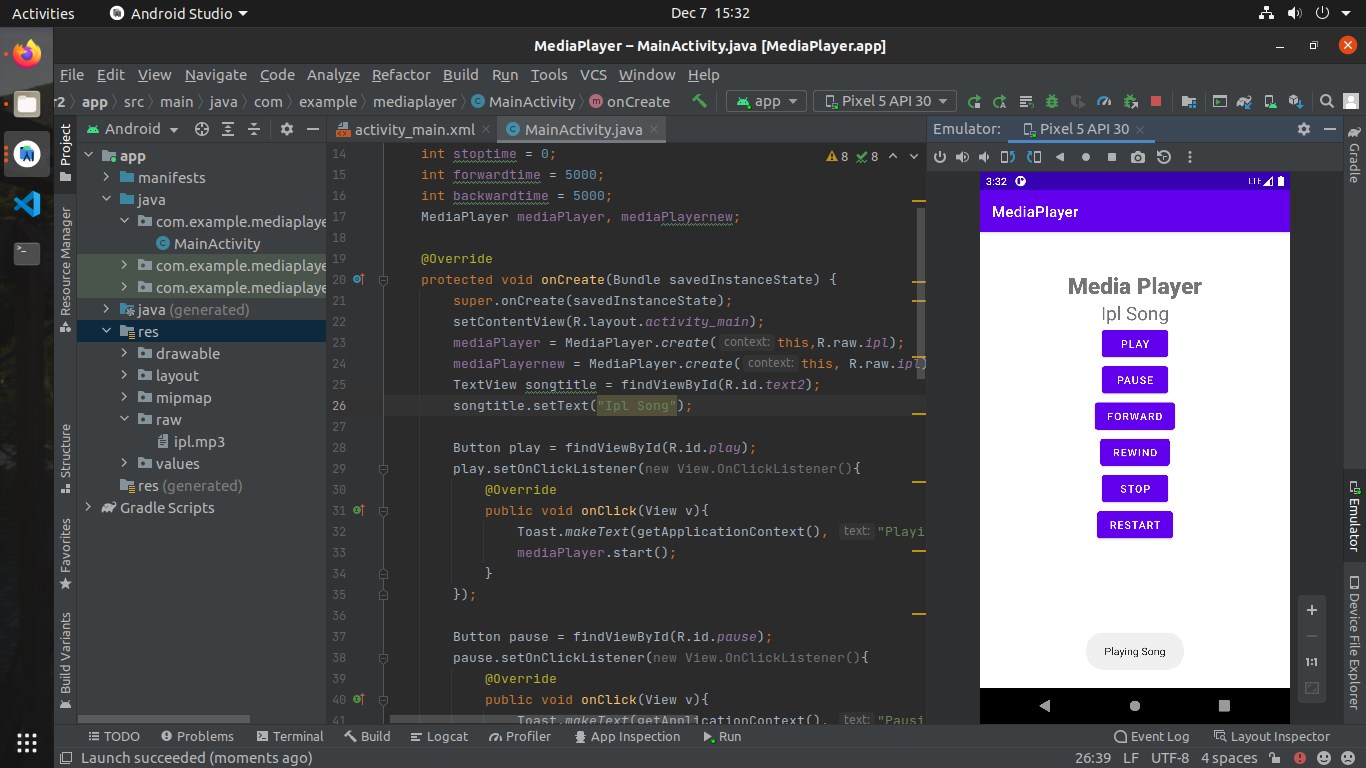 Activities
Android Studio
Dec 7 15:32
MediaPlayer – MainActivity.java [MediaPlayer.app]
File Edit View Navigate Code Analyze Refactor Build Run Tools VCS Window Help
r2 app src main java com example mediaplayer MainActivity onCreate
app
Pixel 5 API 30
Android
activity_main.xml
MainActivity.java
Emulator: Pixel 5 API 30
Project
Resource Manager
Structure
Favorites
Build Variants
app
manifests
java
com.example.mediaplaye
MainActivity
com.example.mediaplaye
com.example.mediaplaye
java (generated)
res
drawable
layout
mipmap
raw
ipl.mp3
values
res (generated)
Gradle Scripts
8 8
14 int stoptime = 0;
15 int forwardtime = 5000;
16 int backwardtime = 5000;
17 MediaPlayer mediaPlayer, mediaPlayernew;
18
19 @Override
20 protected void onCreate(Bundle savedInstanceState) {
21 super.onCreate(savedInstanceState);
22 setContentView(R.layout.activity_main);
23 mediaPlayer = MediaPlayer.create( context: this,R.raw.ipl);
24 mediaPlayernew = MediaPlayer.create( context: this, R.raw.ipl)
25 TextView songtitle = findViewById(R.id.text2);
26 songtitle.setText("Ipl Song");
27
28 Button play = findViewById(R.id.play);
29 play.setOnClickListener(new View.OnClickListener(){
30 @Override
31 public void onClick(View v){
32 Toast.makeText(getApplicationContext(), text: "Playi
33 mediaPlayer.start();
34 }
35 });
36
37 Button pause = findViewById(R.id.pause);
38 pause.setOnClickListener(new View.OnClickListener(){
39 @Override
40 public void onClick(View v){
41 Toast.makeText(getApplicationContext(), text: "Pausi
3:32
LTE
MediaPlayer
Media Player
Ipl Song
PLAY
PAUSE
FORWARD
REWIND
STOP
RESTART
Playing Song
1:1
Gradle
Emulator
Device File Explorer
TODO Problems Terminal Build Logcat Profiler App Inspection Run Event Log Layout Inspector
Launch succeeded (moments ago)
26:39 LF UTF-8 4 spaces